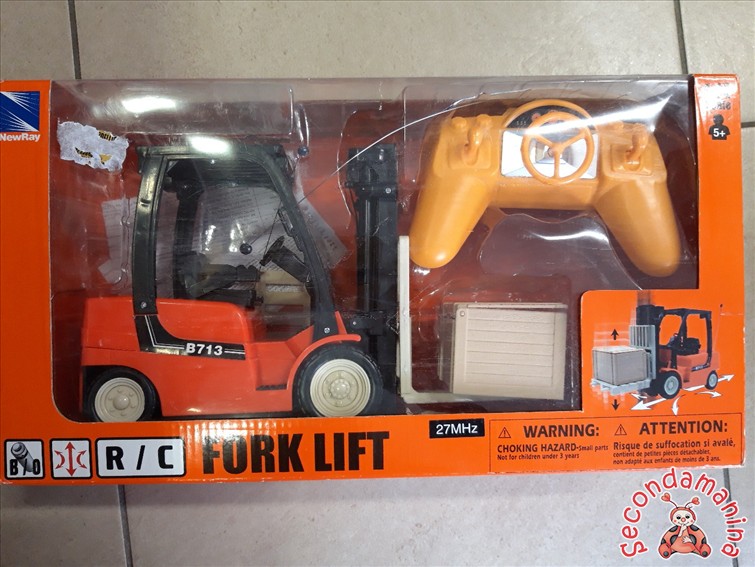 NewRay
5+
B713
B/O
R / C
FORK LIFT
27MHz
WARNING:
CHOKING HAZARD-Small parts
Not for children under 3 years
ATTENTION:
Risque de suffocation si avalé,
contient de petites pièces détachables,
non adapté aux enfants de moins de 3 ans.
Secondamanina